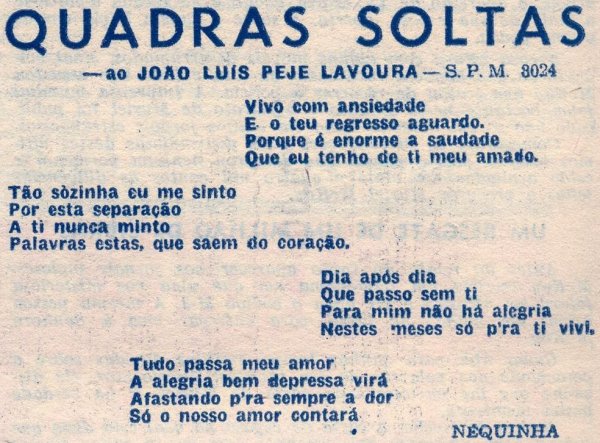 QUADRAS SOLTAS
—ao JOÃO LUÍS PEJE LAVOURA — S. P. M. 8024
Vivo com ansiedade
E o teu regresso aguardo.
Porque é enorme a saudade
Que eu tenho de ti meu amado.
Tão sòzinha eu me sinto
Por esta separação
A ti nunca minto
Palavras estas, que saem do coração.
Dia após dia
Que passo sem ti
Para mim não há alegria
Nestes meses só p'ra ti vivi.
Tudo passa meu amor
A alegria bem depressa virá
Afastando p'ra sempre a dor
Só o nosso amor contará
NÉQUINHA